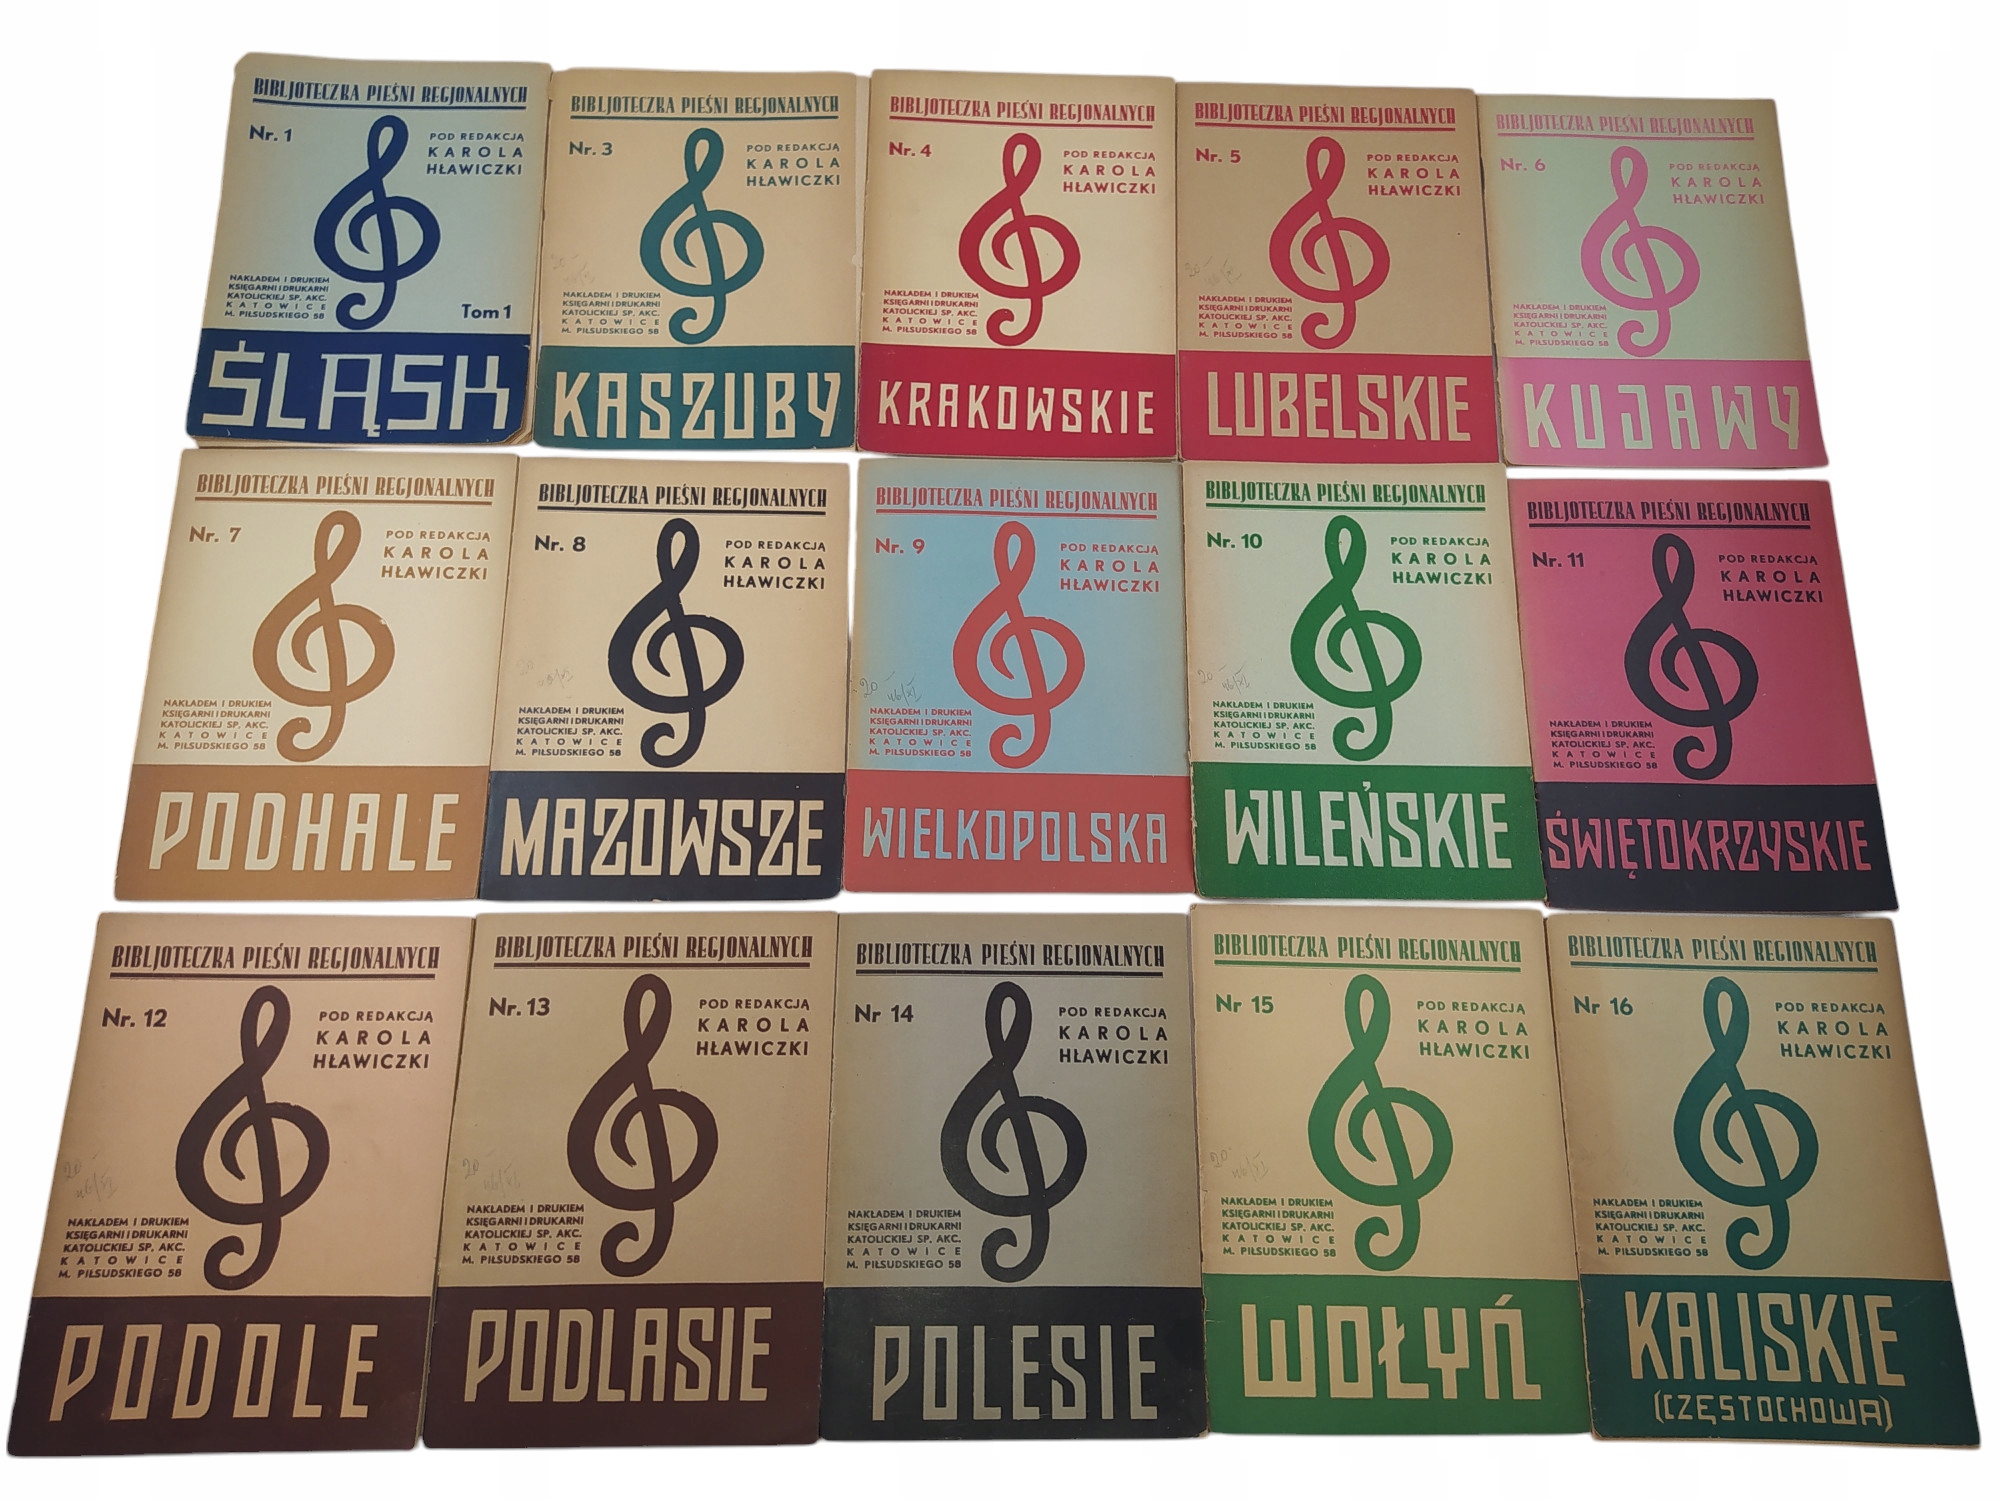 BIBLJOTECZKA PIEŚNI REGJONALNYCH
Nr. 1
POD REDAKCJĄ
KAROLA
HŁAWICZKI
NAKŁADEM I DRUKIEM
KSIĘGARNI I DRUKARNI
KATOLICKIEJ SP. AKC.
KATOWICE
M. PIŁSUDSKIEGO 58
Tom 1
ŚLĄSK
BIBLJOTECZKA PIEŚNI REGJONALNYCH
Nr. 3
POD REDAKCJĄ
KAROLA
HŁAWICZKI
NAKŁADEM I DRUKIEM
KSIĘGARNI I DRUKARNI
KATOLICKIEJ SP. AKC.
KATOWICE
M. PIŁSUDSKIEGO 58
KASZUBY
BIBLJOTECZKA PIEŚNI REGJONALNYCH
Nr. 4
POD REDAKCJĄ
KAROLA
HŁAWICZKI
NAKŁADEM I DRUKIEM
KSIĘGARNI I DRUKARNI
KATOLICKIEJ SP. AKC.
KATOWICE
M. PIŁSUDSKIEGO 58
KRAKOWSKIE
BIBLJOTECZKA PIEŚNI REGJONALNYCH
Nr. 5
POD REDAKCJĄ
KAROLA
HŁAWICZKI
NAKŁADEM I DRUKIEM
KSIĘGARNI I DRUKARNI
KATOLICKIEJ SP. AKC.
KATOWICE
M. PIŁSUDSKIEGO 58
LUBELSKIE
BIBLJOTECZKA PIEŚNI REGJONALNYCH
Nr. 6
POD REDAKCJĄ
KAROLA
HŁAWICZKI
NAKŁADEM I DRUKIEM
KSIĘGARNI I DRUKARNI
KATOLICKIEJ SP. AKC.
KATOWICE
M. PIŁSUDSKIEGO 58
KUJAWY
BIBLJOTECZKA PIEŚNI REGJONALNYCH
Nr. 7
POD REDAKCJĄ
KAROLA
HŁAWICZKI
NAKŁADEM I DRUKIEM
KSIĘGARNI I DRUKARNI
KATOLICKIEJ SP. AKC.
KATOWICE
M. PIŁSUDSKIEGO 58
PODHALE
BIBLJOTECZKA PIEŚNI REGJONALNYCH
Nr. 8
POD REDAKCJĄ
KAROLA
HŁAWICZKI
NAKŁADEM I DRUKIEM
KSIĘGARNI I DRUKARNI
KATOLICKIEJ SP. AKC.
KATOWICE
M. PIŁSUDSKIEGO 58
MAZOWSZE
BIBLJOTECZKA PIEŚNI REGJONALNYCH
Nr. 9
POD REDAKCJĄ
KAROLA
HŁAWICZKI
20
46/XI
NAKŁADEM I DRUKIEM
KSIĘGARNI I DRUKARNI
KATOLICKIEJ SP. AKC.
KATOWICE
M. PIŁSUDSKIEGO 58
WIELKOPOLSKA
BIBLJOTECZKA PIEŚNI REGJONALNYCH
Nr. 10
POD REDAKCJĄ
KAROLA
HŁAWICZKI
20
46/XI
NAKŁADEM I DRUKIEM
KSIĘGARNI I DRUKARNI
KATOLICKIEJ SP. AKC.
KATOWICE
M. PIŁSUDSKIEGO 58
WILEŃSKIE
BIBLJOTECZKA PIEŚNI REGJONALNYCH
Nr. 11
POD REDAKCJĄ
KAROLA
HŁAWICZKI
NAKŁADEM I DRUKIEM
KSIĘGARNI I DRUKARNI
KATOLICKIEJ SP. AKC.
KATOWICE
M. PIŁSUDSKIEGO 58
ŚWIĘTOKRZYSKIE
BIBLJOTECZKA PIEŚNI REGJONALNYCH
Nr. 12
POD REDAKCJĄ
KAROLA
HŁAWICZKI
20
46/XI
NAKŁADEM I DRUKIEM
KSIĘGARNI I DRUKARNI
KATOLICKIEJ SP. AKC.
KATOWICE
M. PIŁSUDSKIEGO 58
PODOLE
BIBLJOTECZKA PIEŚNI REGJONALNYCH
Nr. 13
POD REDAKCJĄ
KAROLA
HŁAWICZKI
20
46/XI
NAKŁADEM I DRUKIEM
KSIĘGARNI I DRUKARNI
KATOLICKIEJ SP. AKC.
KATOWICE
M. PIŁSUDSKIEGO 58
PODLASIE
BIBLIOTECZKA PIEŚNI REGIONALNYCH
Nr 14
POD REDAKCJĄ
KAROLA
HŁAWICZKI
NAKŁADEM I DRUKIEM
KSIĘGARNI I DRUKARNI
KATOLICKIEJ SP. AKC.
KATOWICE
M. PIŁSUDSKIEGO 58
POLESIE
BIBLIOTECZKA PIEŚNI REGIONALNYCH
Nr 15
POD REDAKCJĄ
KAROLA
HŁAWICZKI
20
46/XI
NAKŁADEM I DRUKIEM
KSIĘGARNI I DRUKARNI
KATOLICKIEJ SP. AKC.
KATOWICE
M. PIŁSUDSKIEGO 58
WOŁYŃ
BIBLIOTECZKA PIEŚNI REGIONALNYCH
Nr 16
POD REDAKCJĄ
KAROLA
HŁAWICZKI
NAKŁADEM I DRUKIEM
KSIĘGARNI I DRUKARNI
KATOLICKIEJ SP. AKC.
KATOWICE
M. PIŁSUDSKIEGO 58
KALISKIE
(CZĘSTOCHOWA)